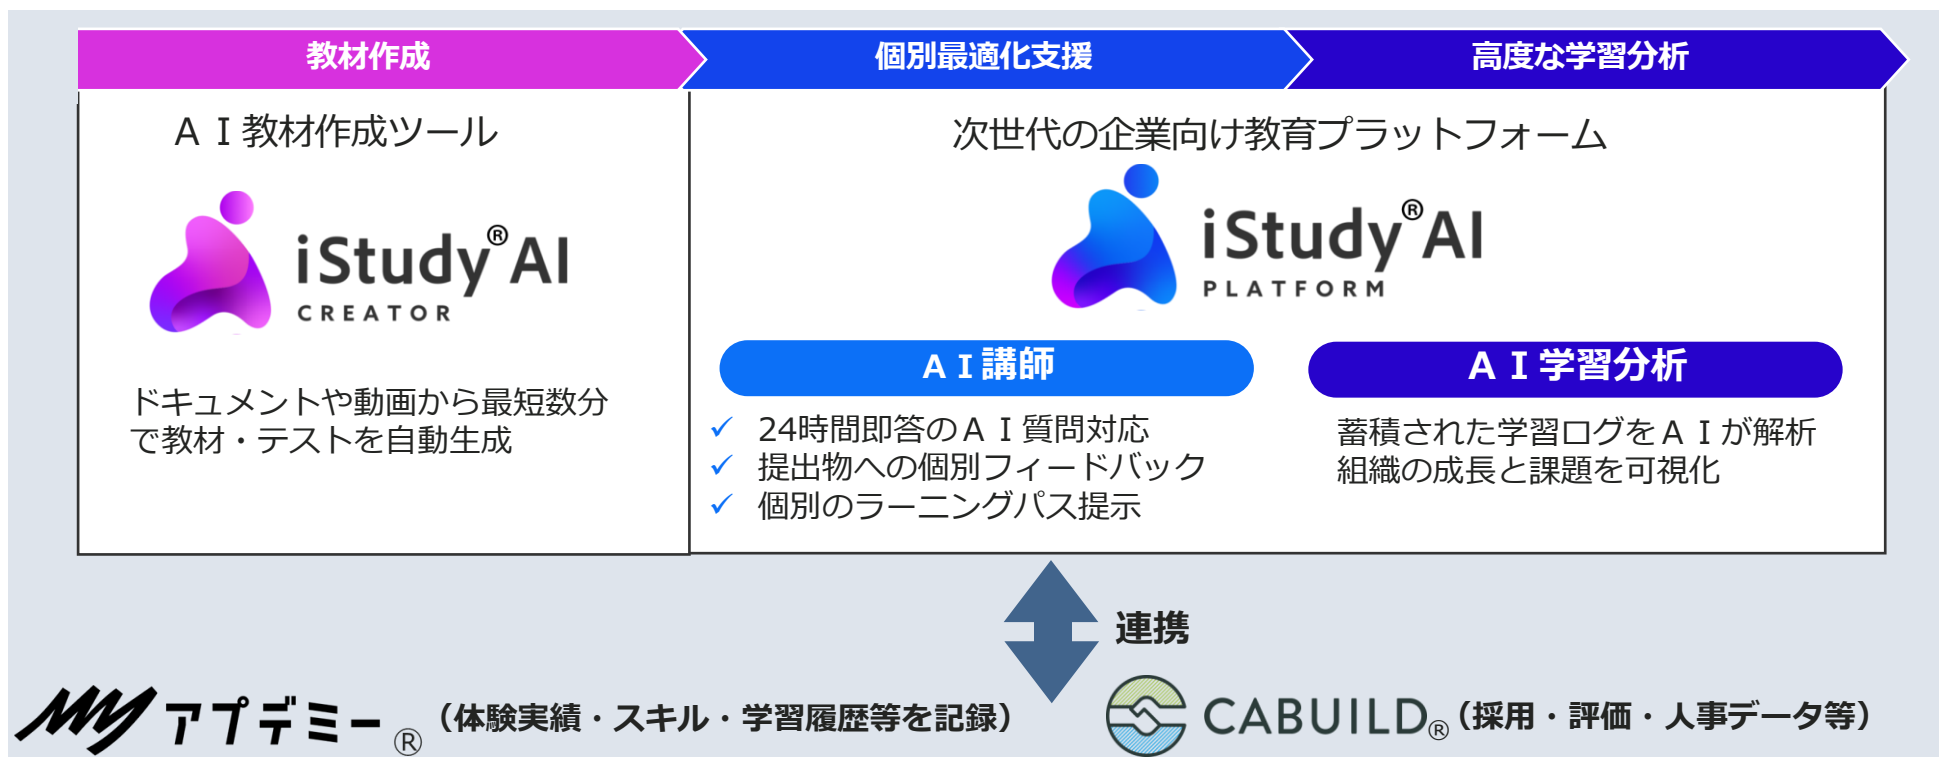 教材作成
個別最適化支援
高度な学習分析
ＡＩ教材作成ツール
iStudy®AI
CREATOR
ドキュメントや動画から最短数分
で教材・テストを自動生成
次世代の企業向け教育プラットフォーム
iStudy®AI
PLATFORM
ＡＩ講師
✓ 24時間即答のＡＩ質問対応
✓ 提出物への個別フィードバック
✓ 個別のラーニングパス提示
ＡＩ学習分析
蓄積された学習ログをＡＩが解析
組織の成長と課題を可視化
連携
MYアプデミー®（体験実績・スキル・学習履歴等を記録）
CABUILD®（採用・評価・人事データ等）